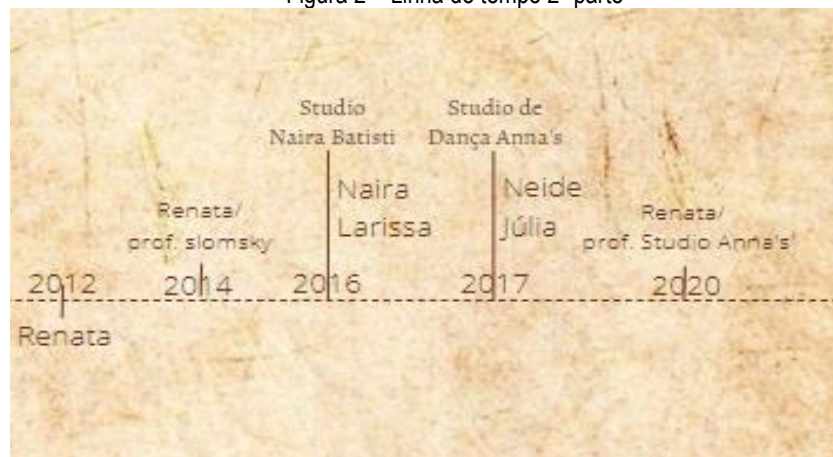 Figura 2 – Linha do tempo 2ª parte
Studio
Naira Batisti
Studio de
Dança Anna's
Naira
Larissa
Neide
Júlia
Renata/
prof. slomsky
Renata/
prof. Studio Anna's'
2012
2014
2016
2017
2020
Renata